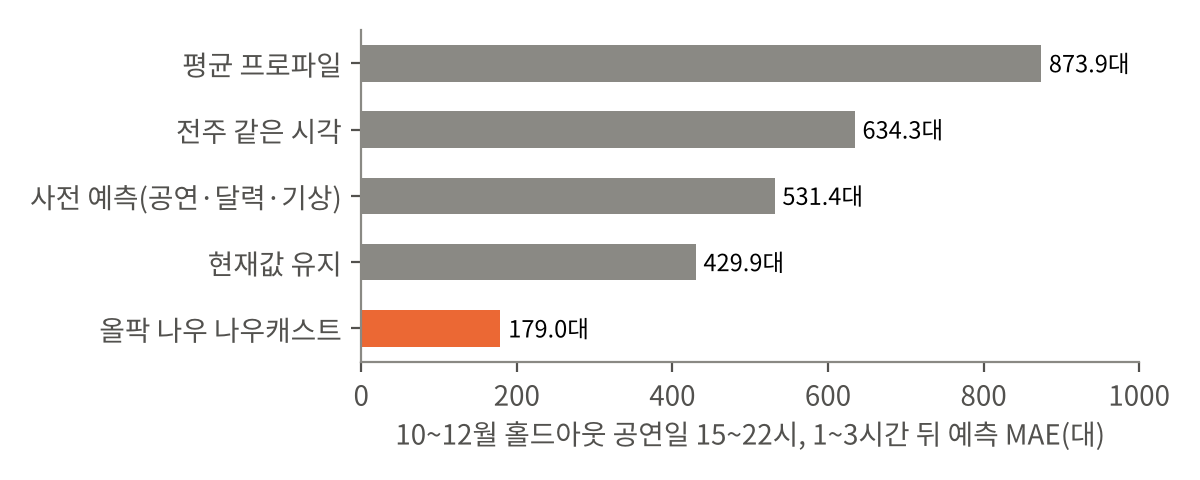 평균 프로파일 873.9대
전주 같은 시각 634.3대
사전 예측(공연·달력·기상) 531.4대
현재값 유지 429.9대
올팍 나우 나우캐스트 179.0대
0 200 400 600 800 1000
10~12월 홀드아웃 공연일 15~22시, 1~3시간 뒤 예측 MAE(대)